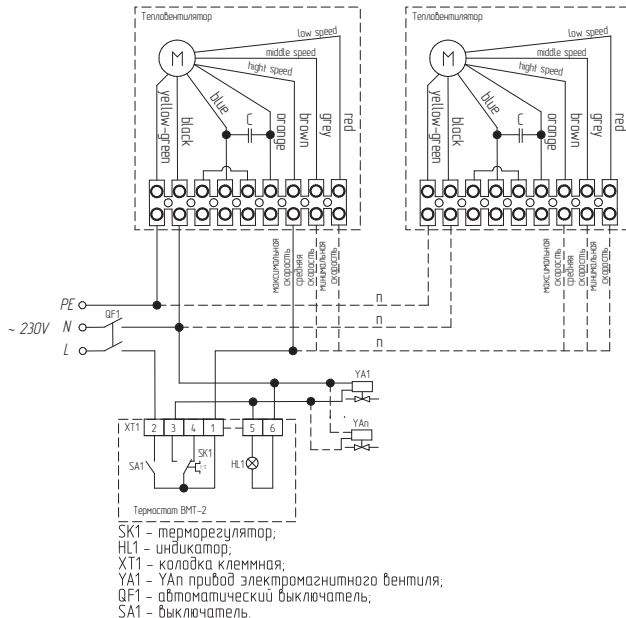 Тепловентилятор
Тепловентилятор
low speed
middle speed
hight speed
M
yellow-green
black
blue
C
orange
brown
grey
red
low speed
middle speed
hight speed
M
yellow-green
black
blue
C
orange
brown
grey
red
максимальная
скорость
средняя
скорость
минимальная
скорость
максимальная
скорость
средняя
скорость
минимальная
скорость
PE
n
~ 230V
N
QF1
n
L
n
YA1
YAn
XT1
2
3
4
1
5
6
SA1
SK1
t°C
HL1
Термостат ВМТ-2
SK1 - терморегулятор;
HL1 - индикатор;
XT1 - колодка клеммная;
YA1 - YAn привод электромагнитного вентиля;
QF1 - автоматический выключатель;
SA1 - выключатель.